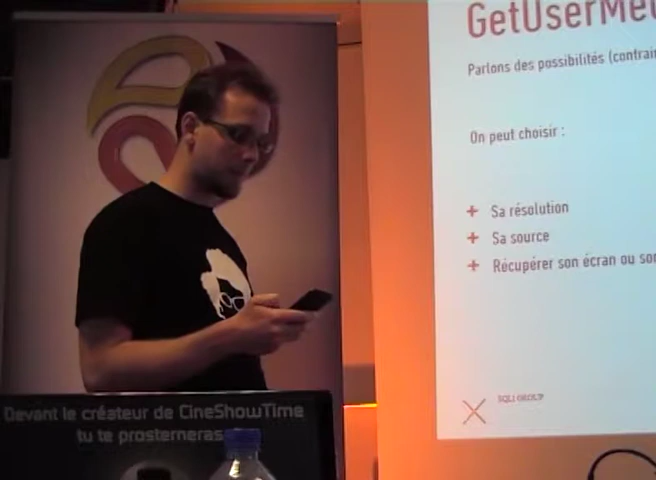 GetUserMe
Parlons des possibilités (contrai
On peut choisir :
+ Sa résolution
+ Sa source
+ Récupérer son écran ou so
SQLI GROUP
Devant le créateur de CineShowTime
tu te prosterneras